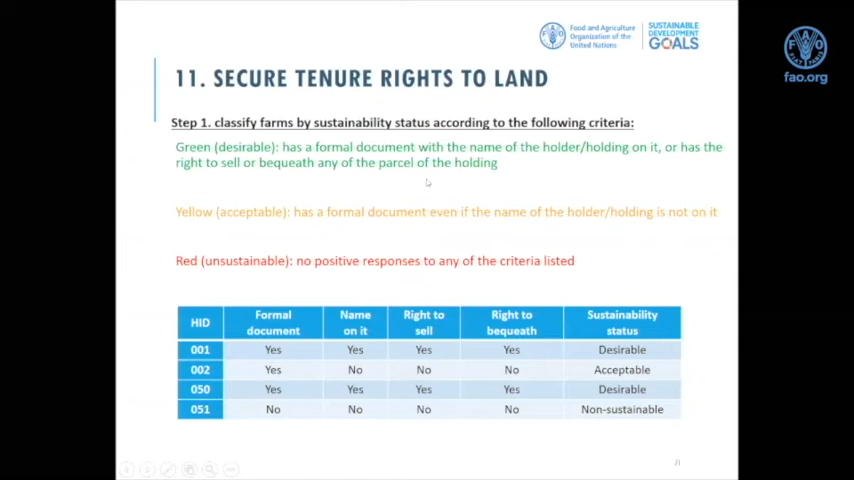 Food and Agriculture
Organization of the
United Nations
SUSTAINABLE
DEVELOPMENT
GOALS
FAO
FIAT PANIS
fao.org
11. SECURE TENURE RIGHTS TO LAND
Step 1. classify farms by sustainability status according to the following criteria:
Green (desirable): has a formal document with the name of the holder/holding on it, or has the
right to sell or bequeath any of the parcel of the holding
Yellow (acceptable): has a formal document even if the name of the holder/holding is not on it
Red (unsustainable): no positive responses to any of the criteria listed
HID Formal document Name on it Right to sell Right to bequeath Sustainability status
001 Yes Yes Yes Yes Desirable
002 Yes No No No Acceptable
050 Yes Yes Yes Yes Desirable
051 No No No No Non-sustainable